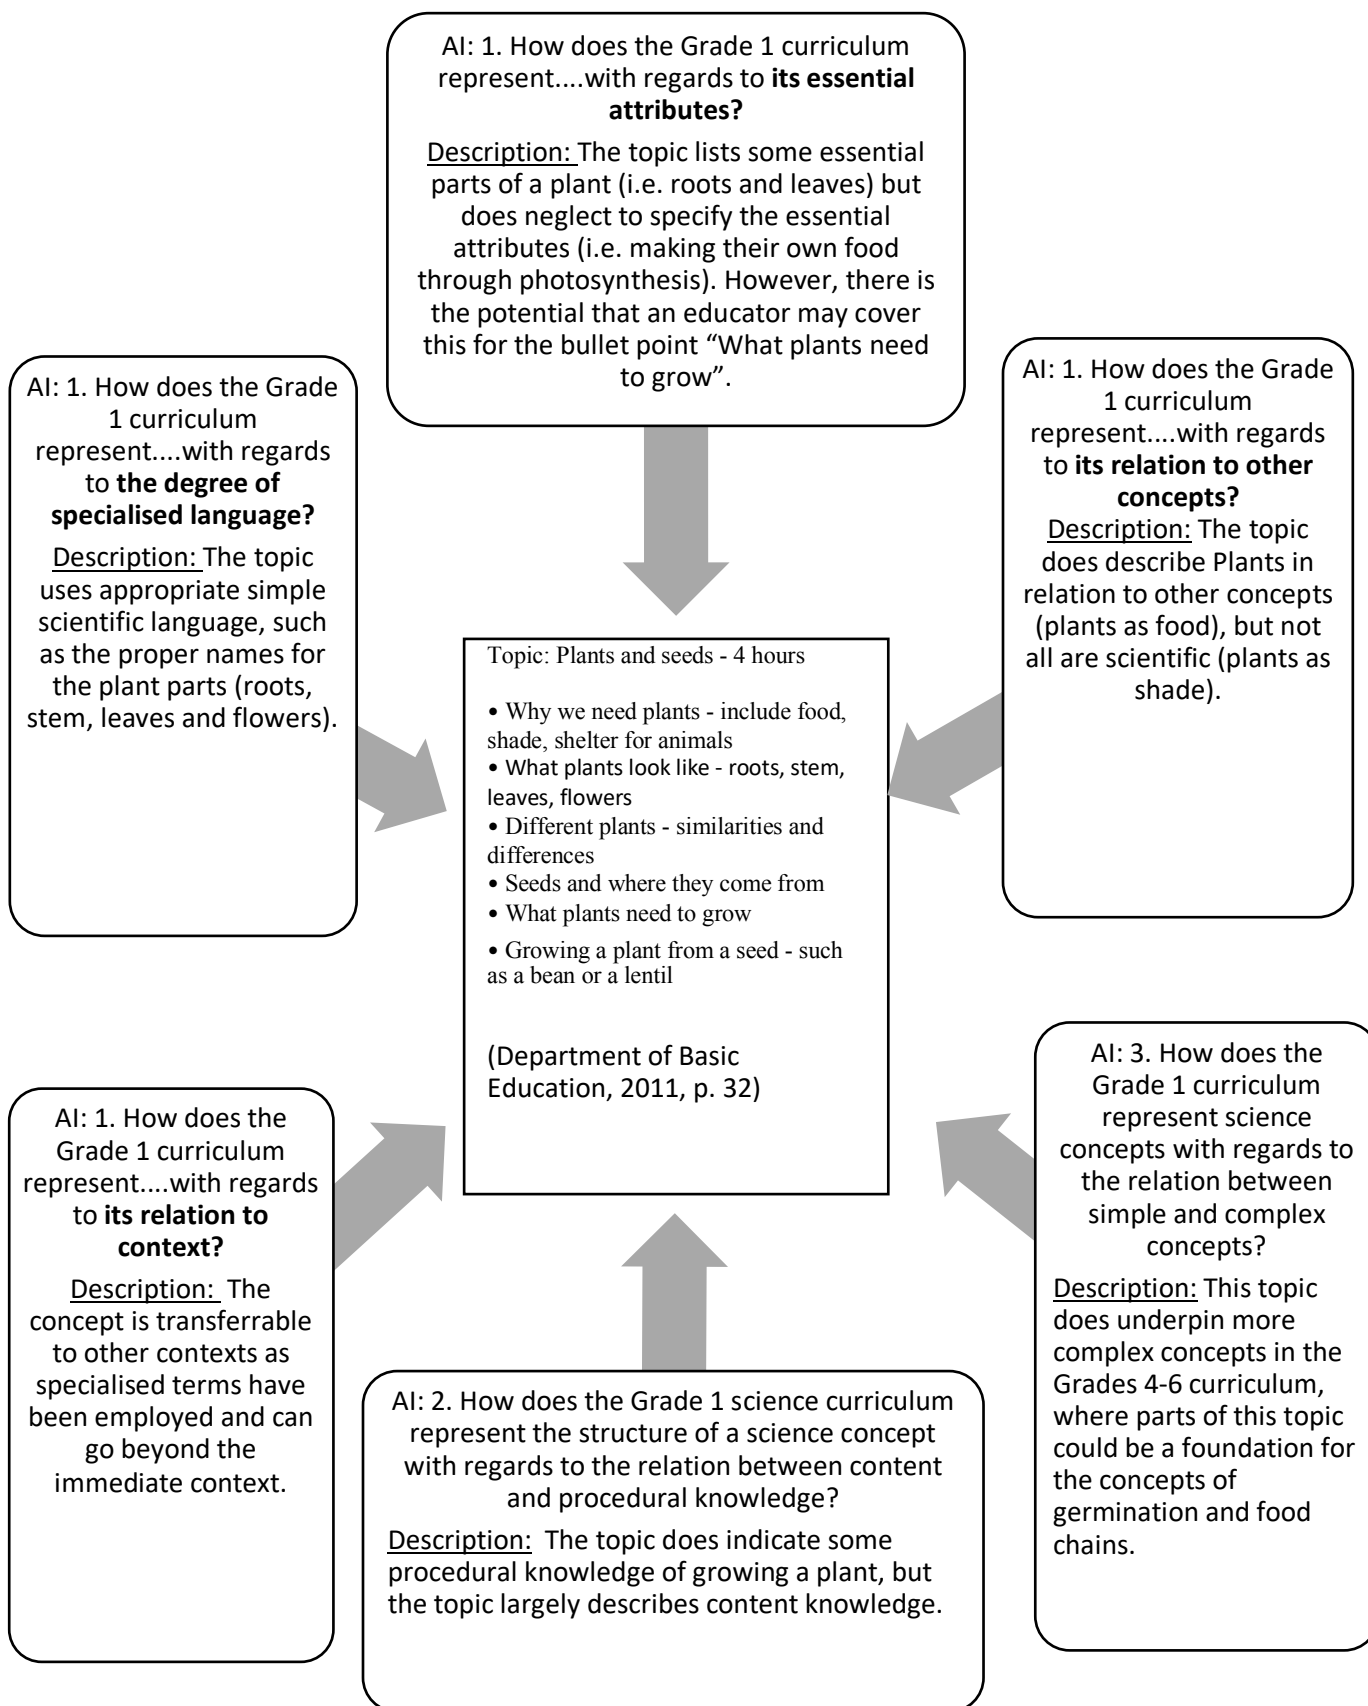 AI: 1. How does the Grade 1 curriculum
represent....with regards to its essential
attributes?
Description: The topic lists some essential
parts of a plant (i.e. roots and leaves) but
does neglect to specify the essential
attributes (i.e. making their own food
through photosynthesis). However, there is
the potential that an educator may cover
this for the bullet point “What plants need
to grow”.
AI: 1. How does the Grade
1 curriculum
represent....with regards
to the degree of
specialised language?
Description: The topic
uses appropriate simple
scientific language, such
as the proper names for
the plant parts (roots,
stem, leaves and flowers).
AI: 1. How does the Grade
1 curriculum
represent....with regards
to its relation to other
concepts?
Description: The topic
does describe Plants in
relation to other concepts
(plants as food), but not
all are scientific (plants as
shade).
Topic: Plants and seeds - 4 hours
• Why we need plants - include food,
shade, shelter for animals
• What plants look like - roots, stem,
leaves, flowers
• Different plants - similarities and
differences
• Seeds and where they come from
• What plants need to grow
• Growing a plant from a seed - such
as a bean or a lentil
(Department of Basic
Education, 2011, p. 32)
AI: 1. How does the
Grade 1 curriculum
represent....with regards
to its relation to
context?
Description: The
concept is transferrable
to other contexts as
specialised terms have
been employed and can
go beyond the
immediate context.
AI: 3. How does the
Grade 1 curriculum
represent science
concepts with regards to
the relation between
simple and complex
concepts?
Description: This topic
does underpin more
complex concepts in the
Grades 4-6 curriculum,
where parts of this topic
could be a foundation for
the concepts of
germination and food
chains.
AI: 2. How does the Grade 1 science curriculum
represent the structure of a science concept
with regards to the relation between content
and procedural knowledge?
Description: The topic does indicate some
procedural knowledge of growing a plant, but
the topic largely describes content knowledge.